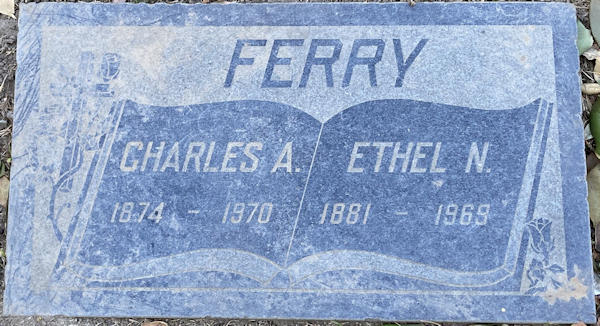 FERRY
CHARLES A. ETHEL N.
1874 - 1970 1881 - 1969